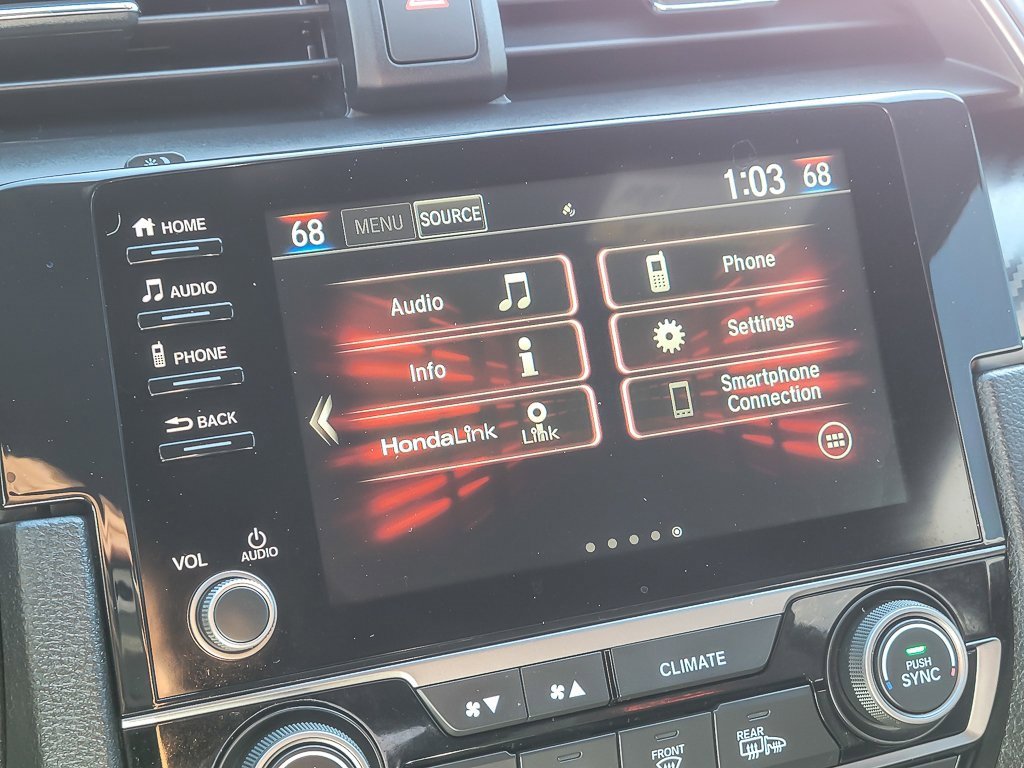 HOME
AUDIO
PHONE
BACK
VOL
AUDIO
68
MENU
SOURCE
1:03
68
Audio
Info
HondaLink
Link
Phone
Settings
Smartphone
Connection
CLIMATE
PUSH
SYNC
FRONT
REAR